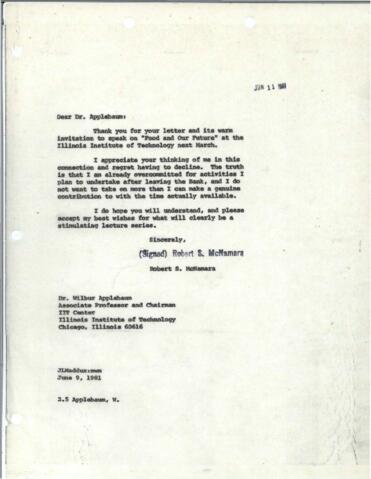 JUN 11 1981
Dear Dr. Applebaum:
Thank you for your letter and its warm
invitation to speak on "Food and Our Future" at the
Illinois Institute of Technology next March.
I appreciate your thinking of me in this
connection and regret having to decline. The truth
is that I am already overcommitted for activities I
plan to undertake after leaving the Bank, and I do
not want to take on more than I can make a genuine
contribution to with the time actually available.
I do hope you will understand, and please
accept my best wishes for what will clearly be a
stimulating lecture series.
Sincerely,
(Signed) Robert S. McNamara
Robert S. McNamara
Dr. Wilbur Applebaum
Associate Professor and Chairman
IIT Center
Illinois Institute of Technology
Chicago, Illinois 60616
JLMaddux:mwm
June 9, 1981
2.5 Applebaum, W.